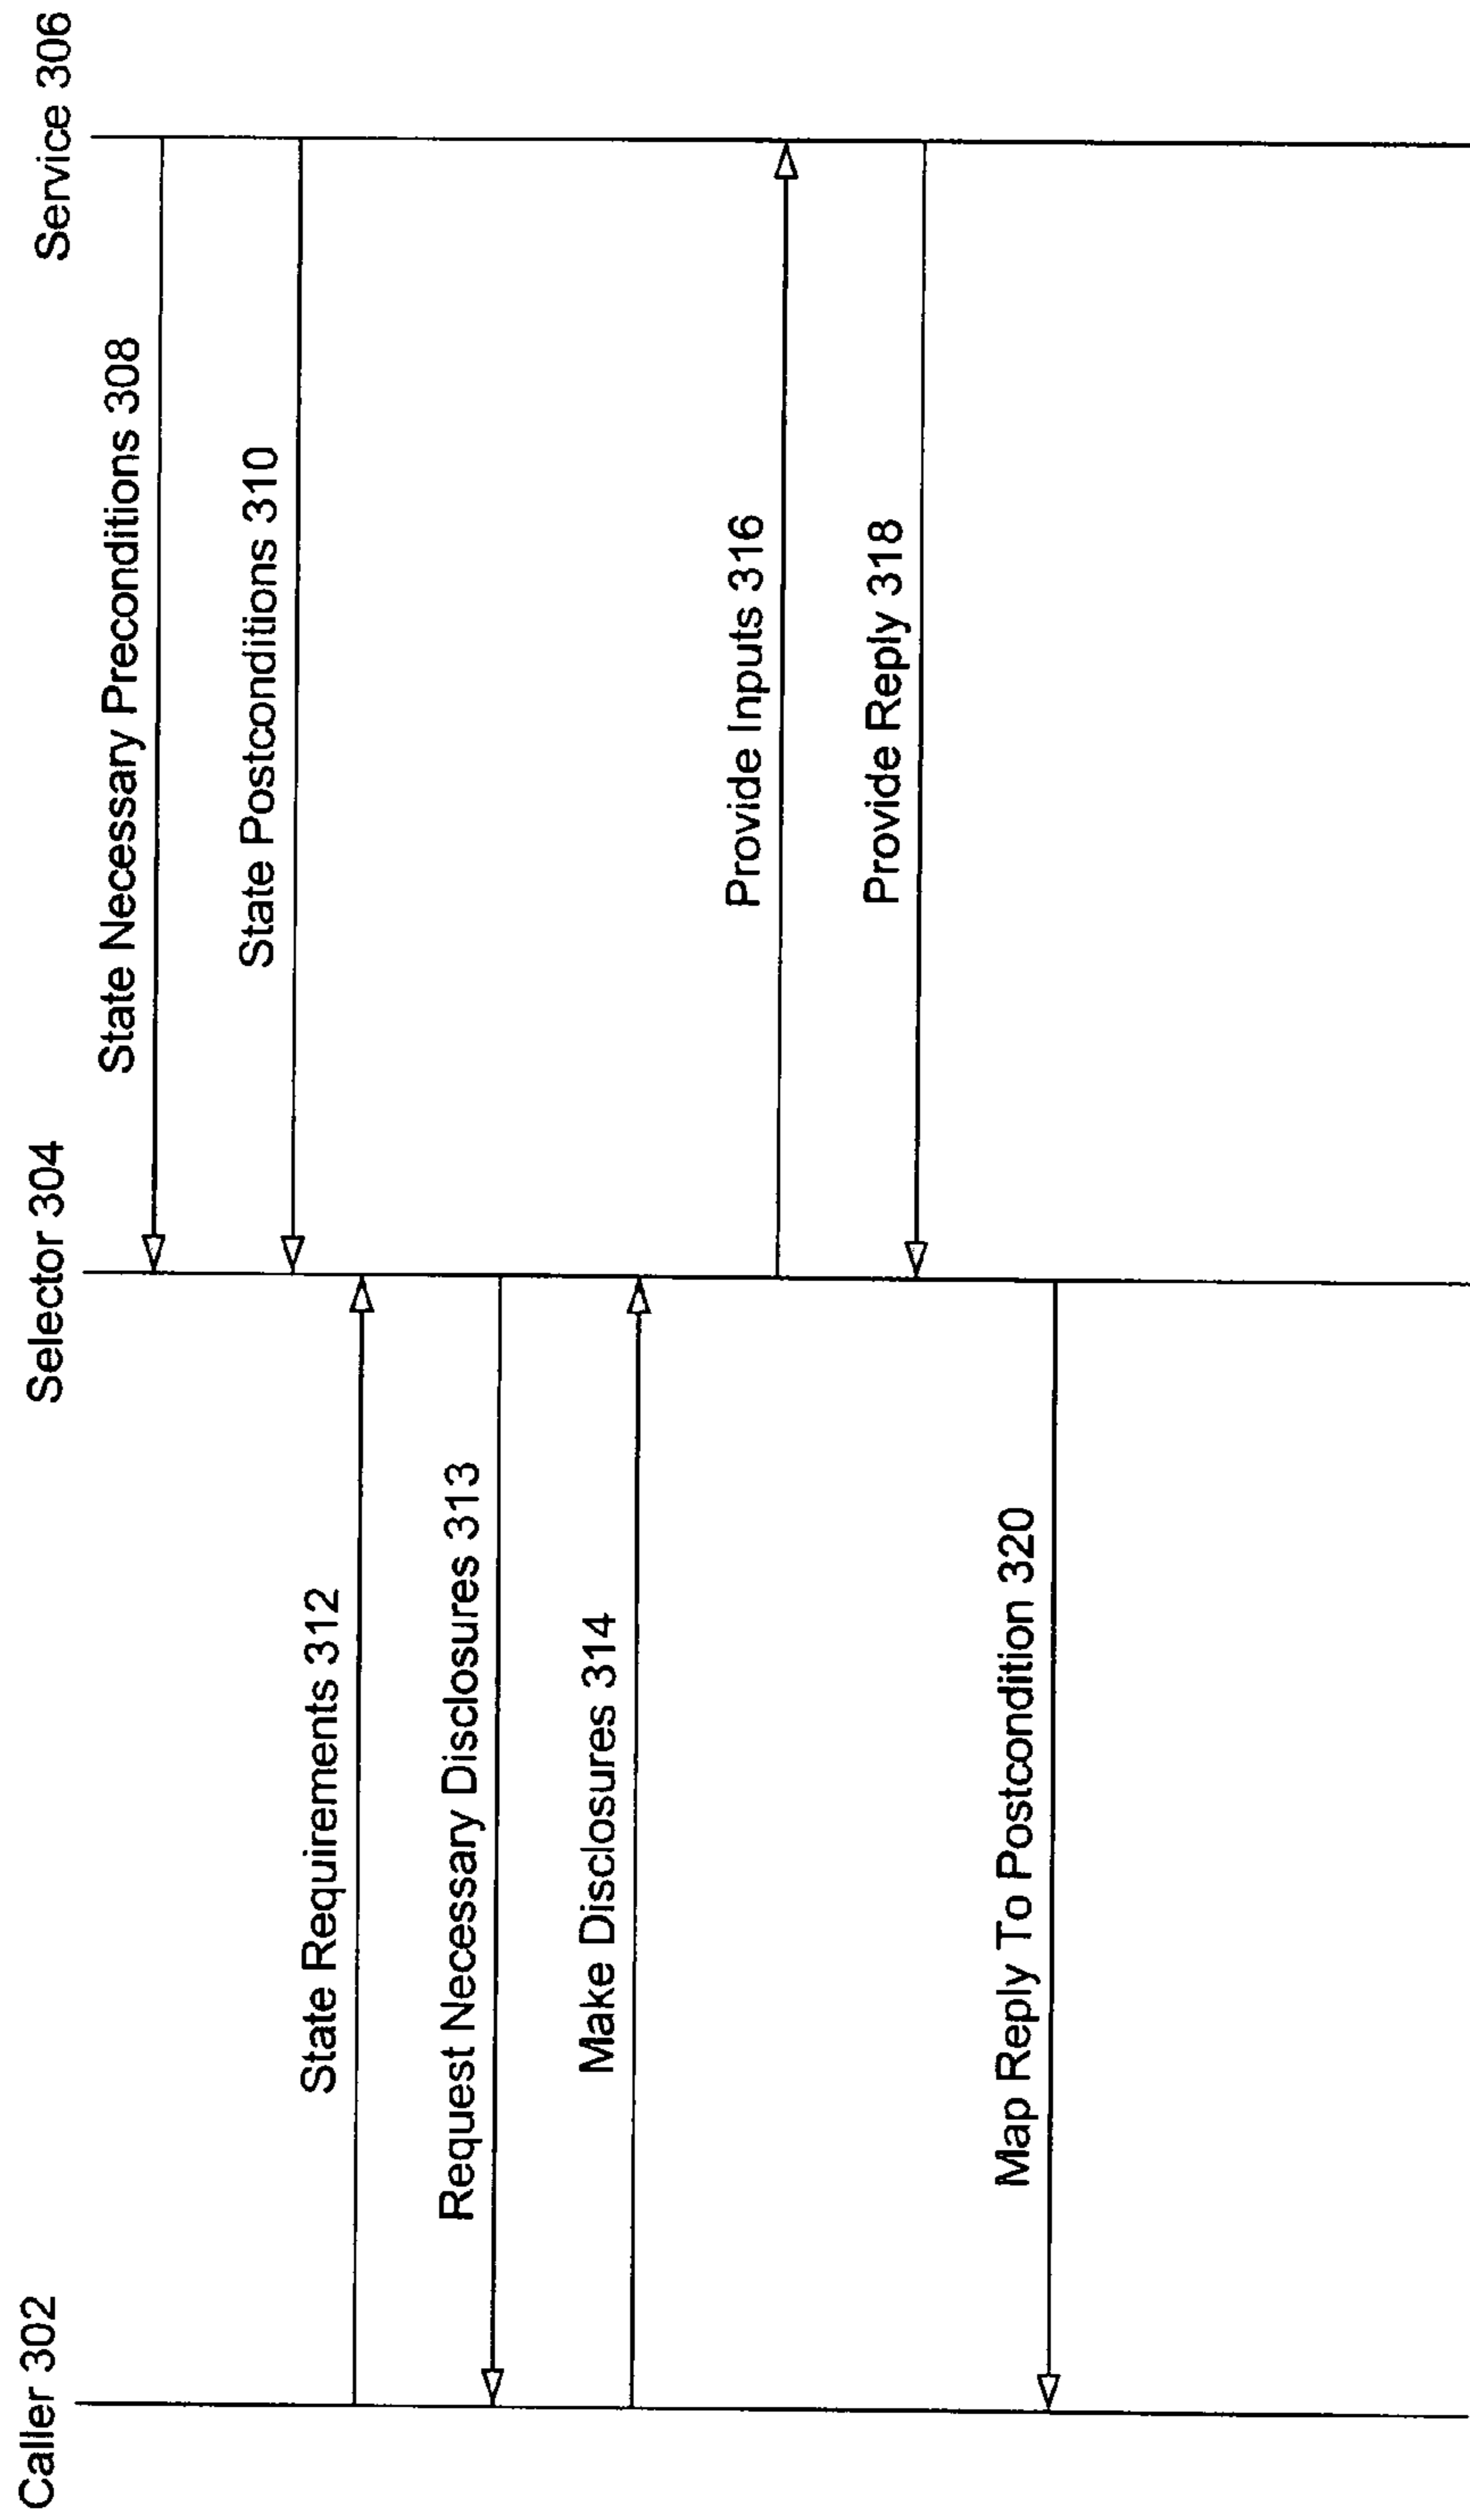 Caller 302
Selector 304
Service 306
State Necessary Preconditions 308
State Postconditions 310
State Requirements 312
Request Necessary Disclosures 313
Make Disclosures 314
Provide Inputs 316
Provide Reply 318
Map Reply To Postcondition 320